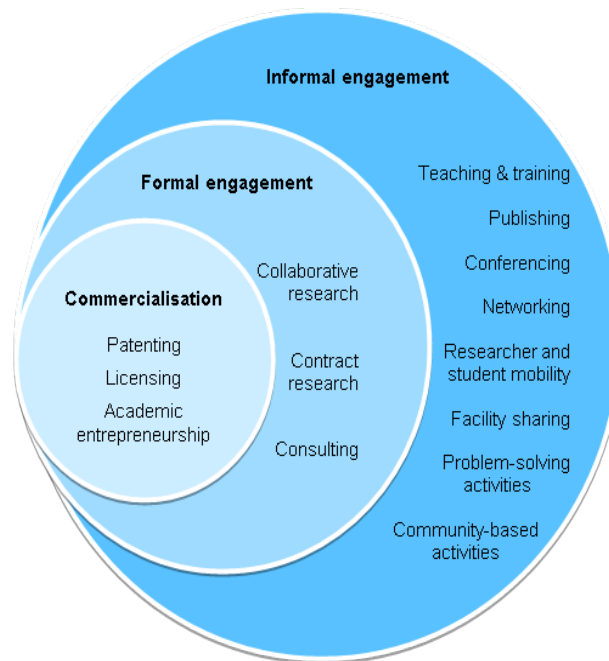 Informal engagement
Formal engagement
Commercialisation
Patenting
Licensing
Academic
entrepreneurship
Collaborative
research
Contract
research
Consulting
Teaching & training
Publishing
Conferencing
Networking
Researcher and
student mobility
Facility sharing
Problem-solving
activities
Community-based
activities